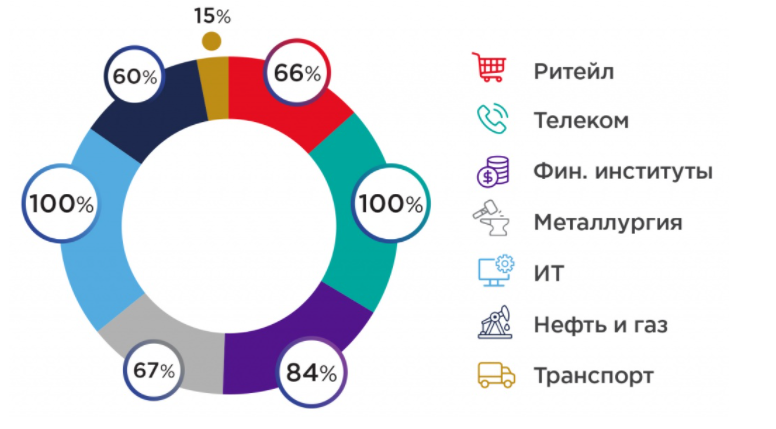 15%
60%
66%
100%
100%
67%
84%
Ритейл
Телеком
Фин. институты
Металлургия
ИТ
Нефть и газ
Транспорт